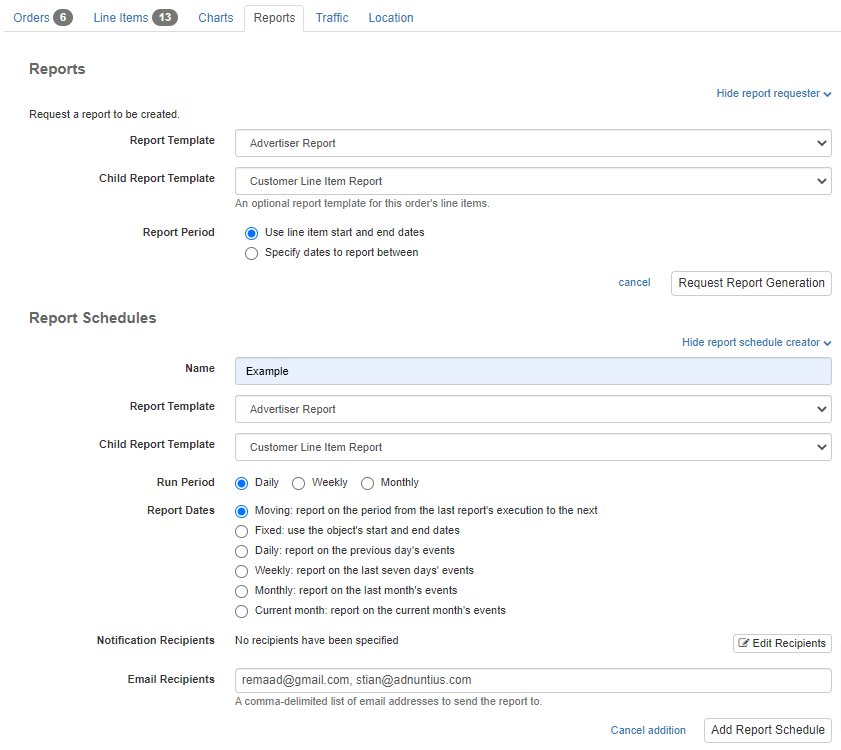 Orders 6 Line Items 13 Charts Reports Traffic Location
Reports
Hide report requester
Request a report to be created.
Report Template Advertiser Report
Child Report Template Customer Line Item Report
An optional report template for this order's line items.
Report Period Use line item start and end dates
Specify dates to report between
cancel Request Report Generation
Report Schedules
Hide report schedule creator
Name Example
Report Template Advertiser Report
Child Report Template Customer Line Item Report
Run Period Daily Weekly Monthly
Report Dates Moving: report on the period from the last report's execution to the next
Fixed: use the object's start and end dates
Daily: report on the previous day's events
Weekly: report on the last seven days' events
Monthly: report on the last month's events
Current month: report on the current month's events
Notification Recipients No recipients have been specified Edit Recipients
Email Recipients remaad@gmail.com, stian@adnuntius.com
A comma-delimited list of email addresses to send the report to.
Cancel addition Add Report Schedule